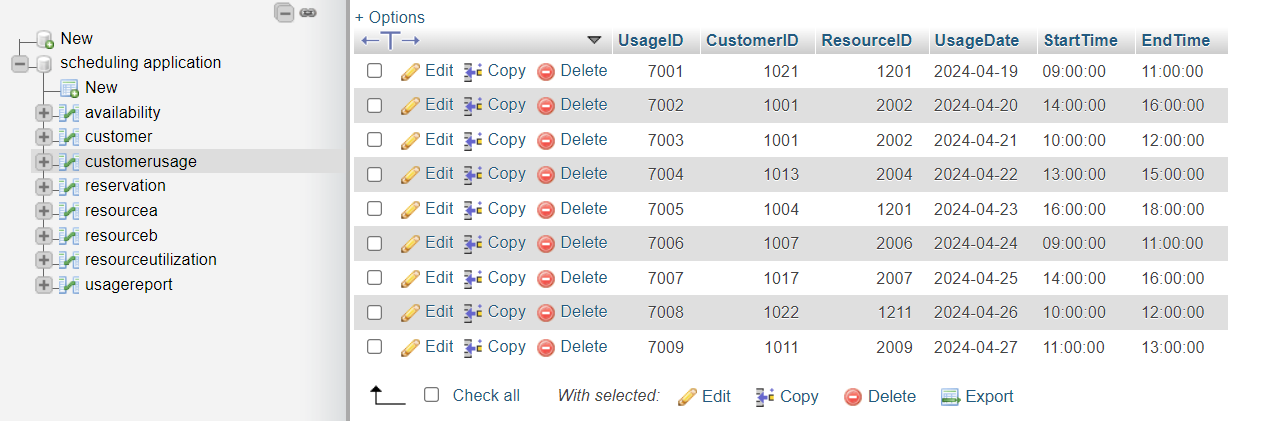 New
scheduling application
New
availability
customer
customerusage
reservation
resourcea
resourceb
resourceutilization
usagereport
+ Options
UsageID CustomerID ResourceID UsageDate StartTime EndTime
Edit Copy Delete 7001 1021 1201 2024-04-19 09:00:00 11:00:00
Edit Copy Delete 7002 1001 2002 2024-04-20 14:00:00 16:00:00
Edit Copy Delete 7003 1001 2002 2024-04-21 10:00:00 12:00:00
Edit Copy Delete 7004 1013 2004 2024-04-22 13:00:00 15:00:00
Edit Copy Delete 7005 1004 1201 2024-04-23 16:00:00 18:00:00
Edit Copy Delete 7006 1007 2006 2024-04-24 09:00:00 11:00:00
Edit Copy Delete 7007 1017 2007 2024-04-25 14:00:00 16:00:00
Edit Copy Delete 7008 1022 1211 2024-04-26 10:00:00 12:00:00
Edit Copy Delete 7009 1011 2009 2024-04-27 11:00:00 13:00:00
Check all With selected: Edit Copy Delete Export